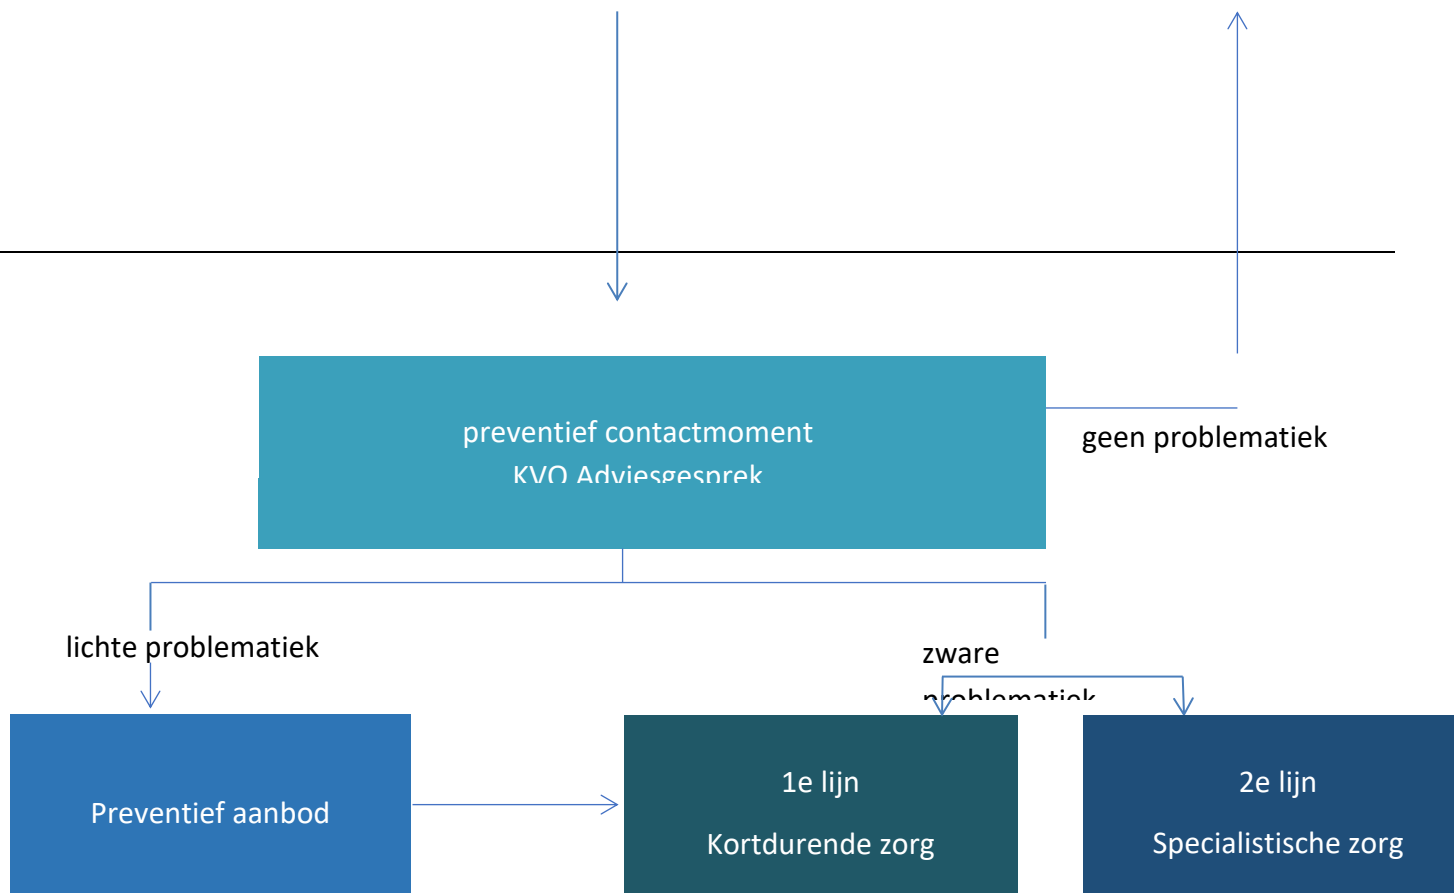 preventief contactmoment
KVO Adviesgesprek
geen problematiek
lichte problematiek
zware
problematiek
Preventief aanbod
1e lijn
Kortdurende zorg
2e lijn
Specialistische zorg